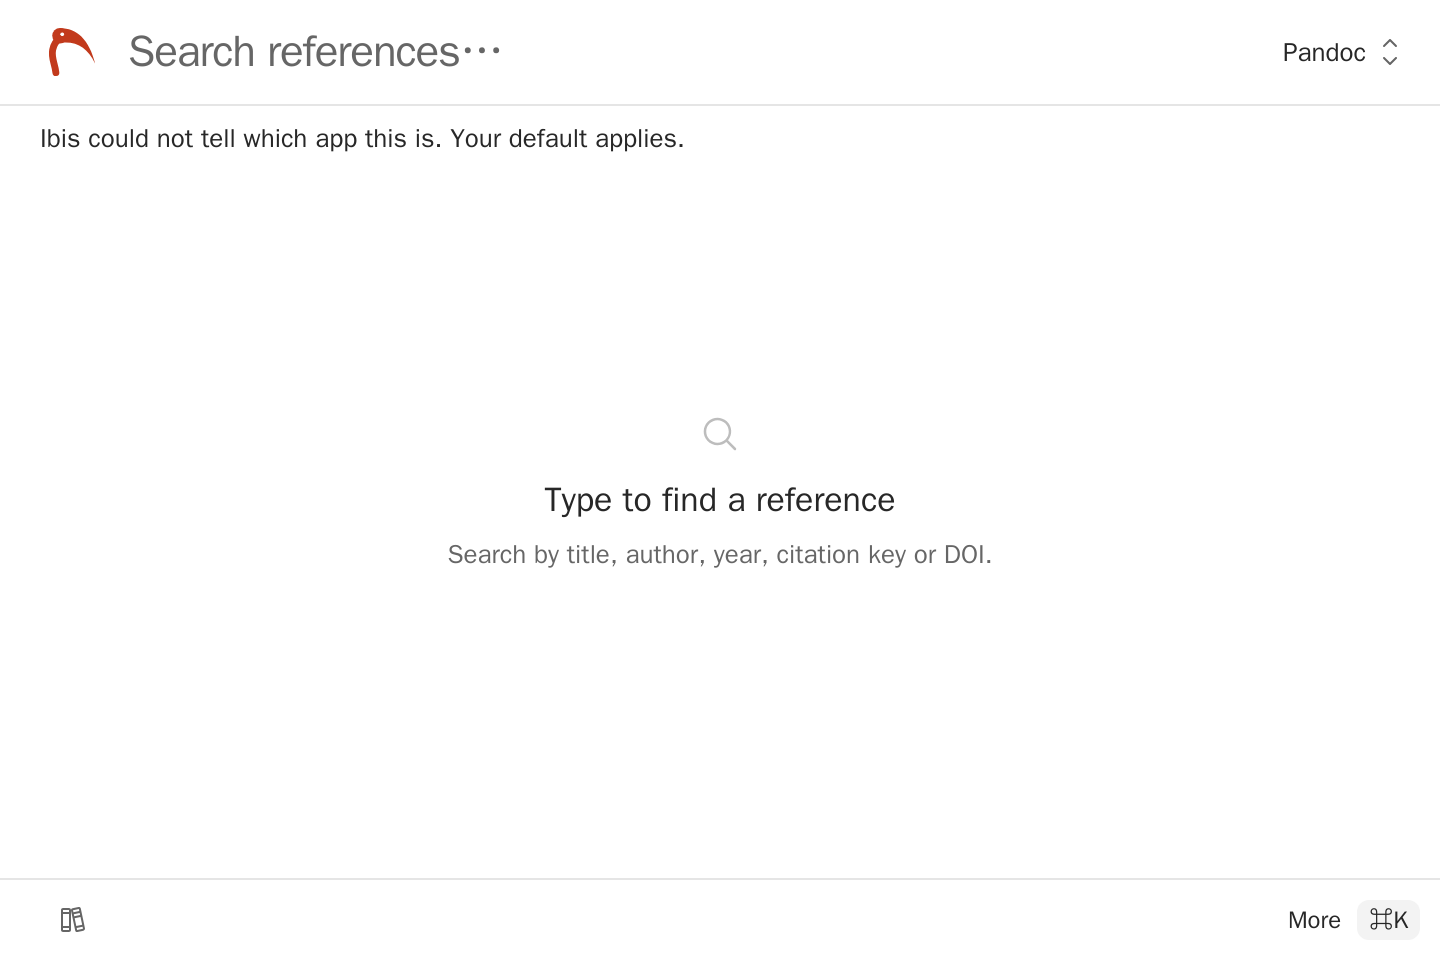 Search references…
Pandoc
Ibis could not tell which app this is. Your default applies.
Type to find a reference
Search by title, author, year, citation key or DOI.
More ⌘K